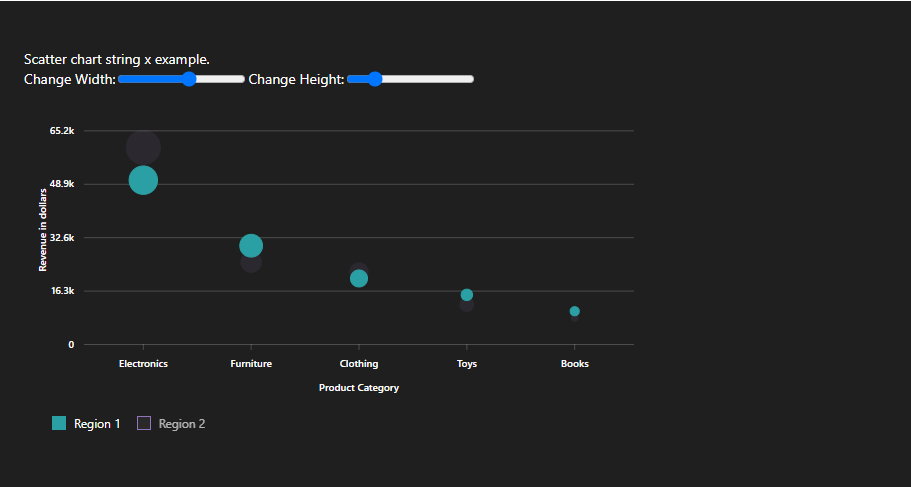 Scatter chart string x example.
Change Width: Change Height:
65.2k
48.9k
32.6k
16.3k
0
Revenue in dollars
Electronics Furniture Clothing Toys Books
Product Category
Region 1 Region 2